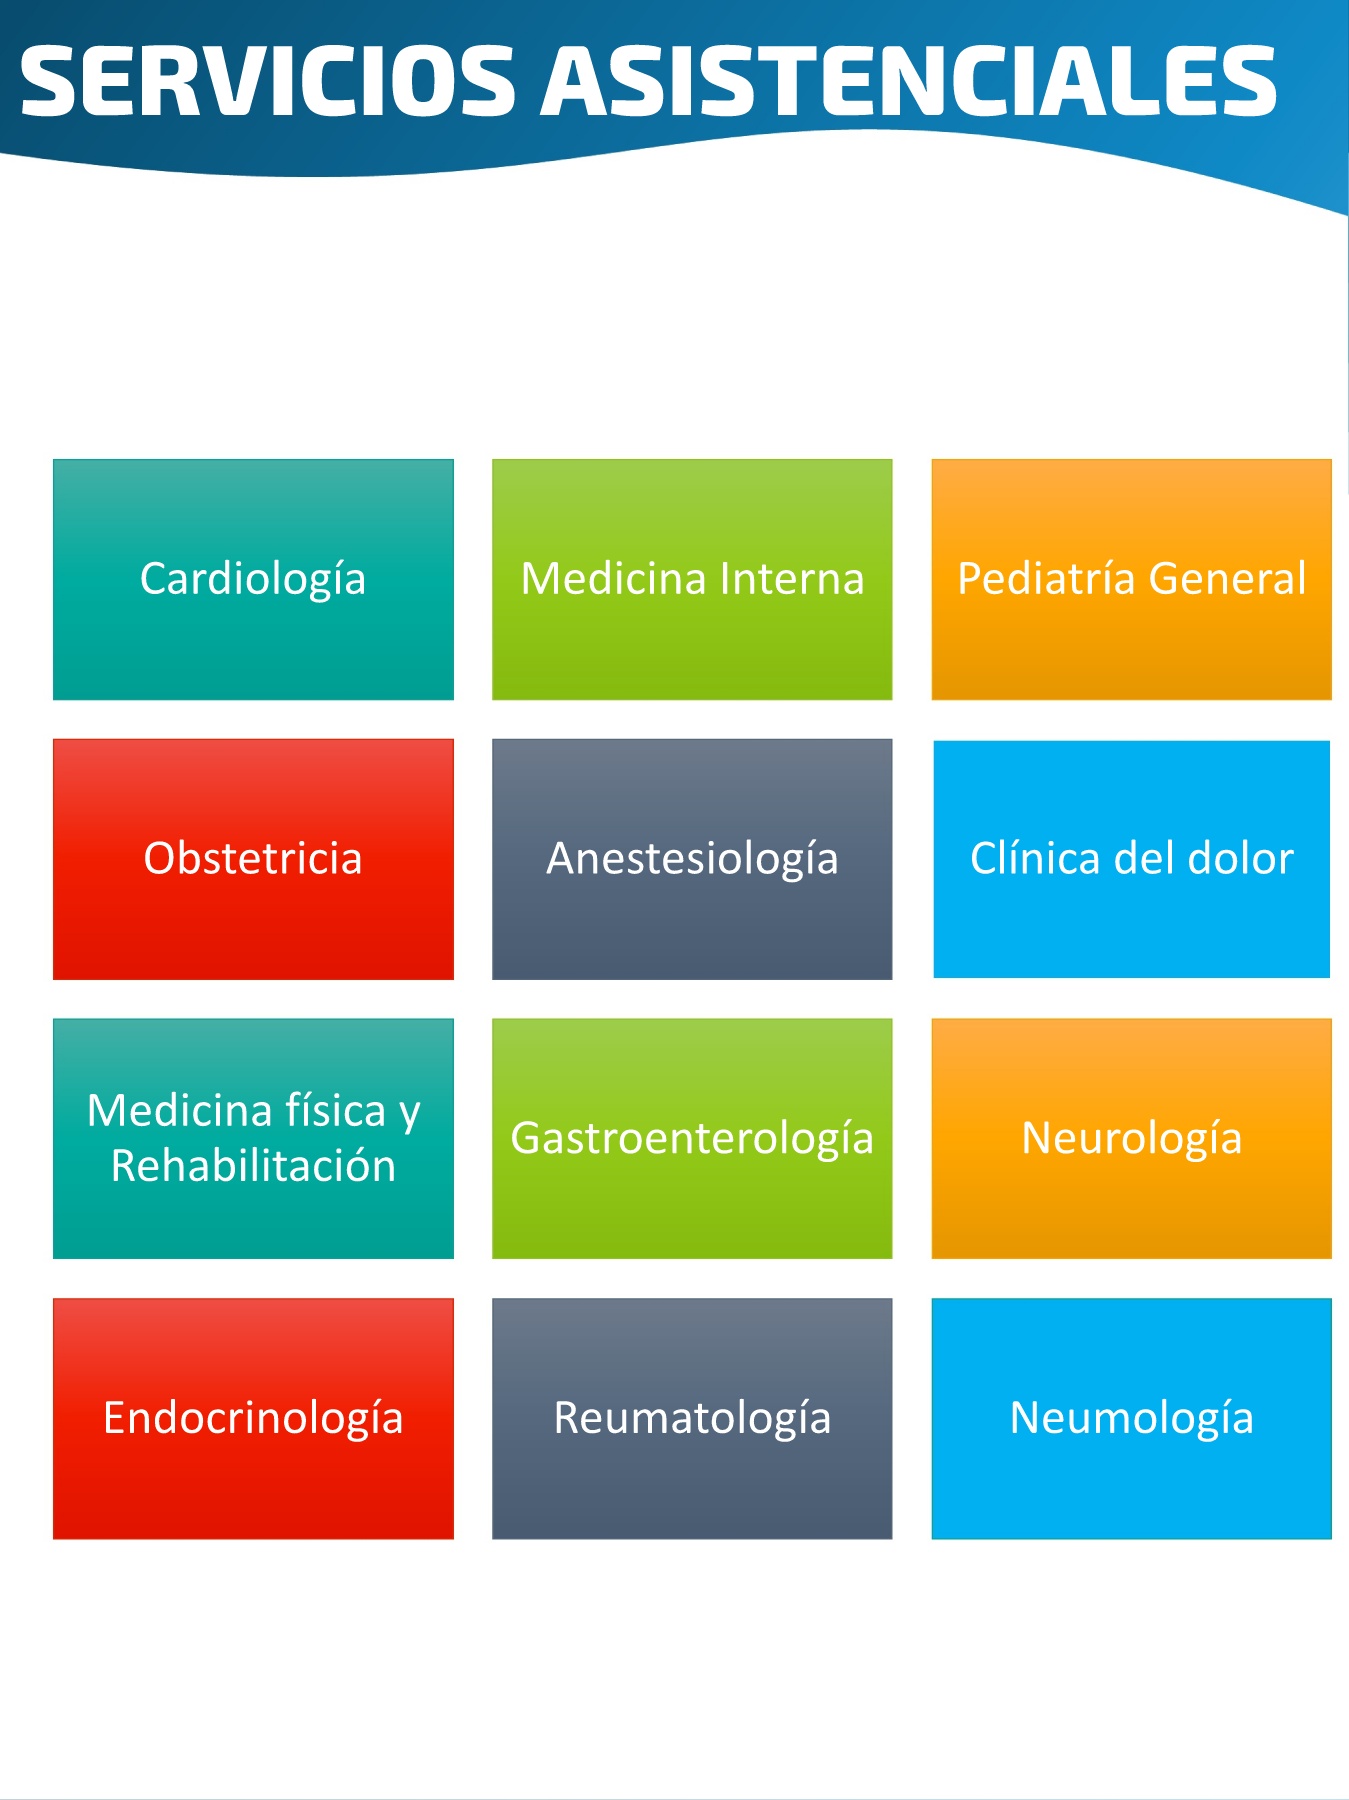 SERVICIOS ASISTENCIALES
Cardiología
Medicina Interna
Pediatría General
Obstetricia
Anestesiología
Clínica del dolor
Medicina física y
Rehabilitación
Gastroenterología
Neurología
Endocrinología
Reumatología
Neumología